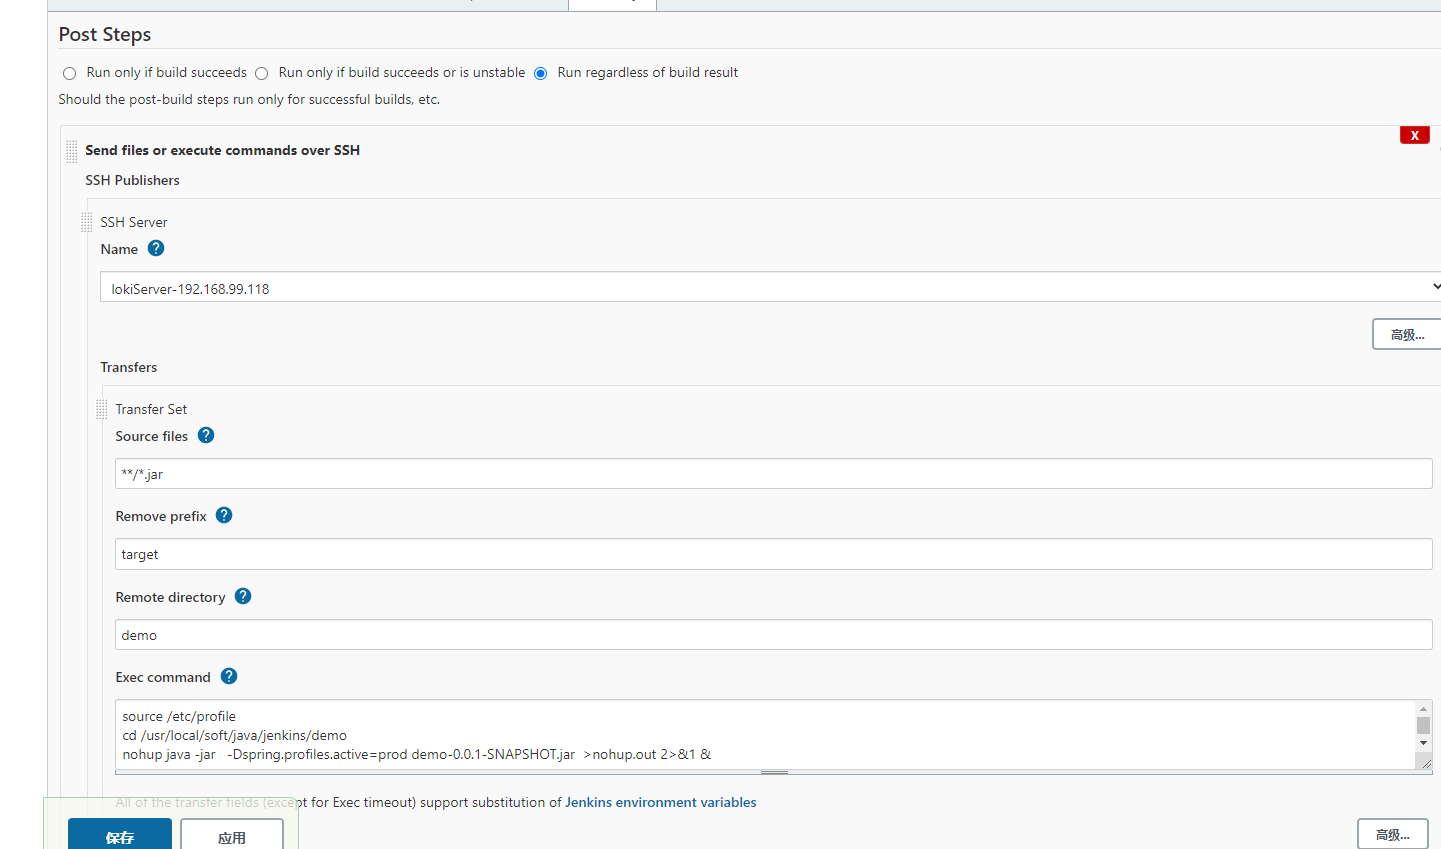 Post Steps
Run only if build succeeds Run only if build succeeds or is unstable Run regardless of build result
Should the post-build steps run only for successful builds, etc.
X
Send files or execute commands over SSH
SSH Publishers
SSH Server
Name ?
lokiServer-192.168.99.118
高级...
Transfers
Transfer Set
Source files ?
**/*.jar
Remove prefix ?
target
Remote directory ?
demo
Exec command ?
source /etc/profile
cd /usr/local/soft/java/jenkins/demo
nohup java -jar   -Dspring.profiles.active=prod demo-0.0.1-SNAPSHOT.jar  >nohup.out 2>&1 &
All of the transfer fields (except for Exec timeout) support substitution of Jenkins environment variables
保存 应用
高级...